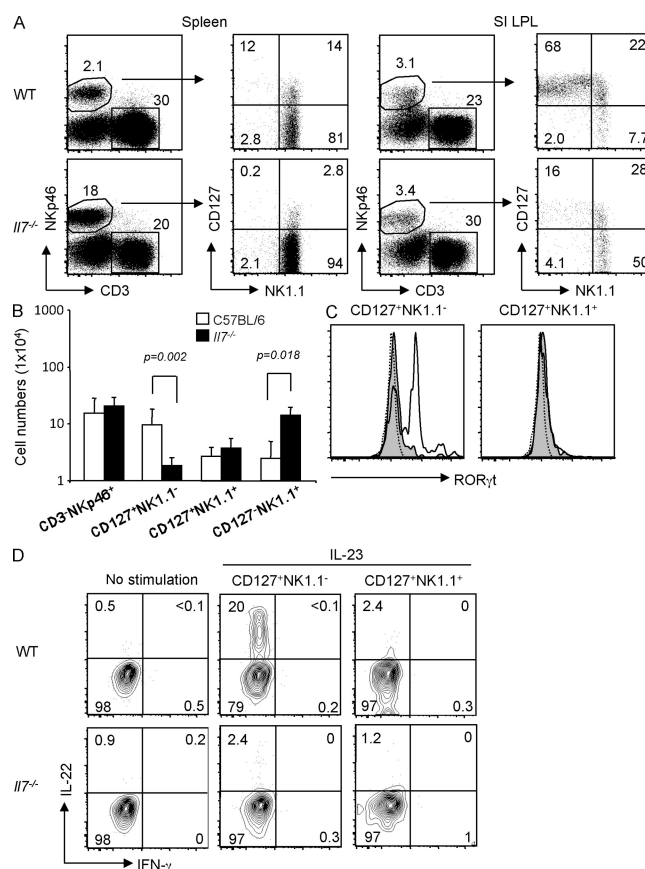 A
Spleen
SI LPL
WT
2.1
30
12
14
2.8
81
3.1
23
68
22
2.0
7.7
Il7-/-
NKp46
18
20
CD3
CD127
0.2
2.8
2.1
94
NK1.1
NKp46
3.4
30
CD3
CD127
16
28
4.1
50
NK1.1
B
Cell numbers (1x10⁴)
1000
100
10
1
C57BL/6
Il7-/-
p=0.002
p=0.018
CD3-NKp46+
CD127+NK1.1-
CD127+NK1.1+
CD127-NK1.1+
C
CD127+NK1.1-
CD127+NK1.1+
RORγt
D
IL-23
No stimulation
CD127+NK1.1-
CD127+NK1.1+
WT
0.5
<0.1
98
0.5
20
<0.1
79
0.2
2.4
0
97
0.3
Il7-/-
IL-22
0.9
0.2
98
0
2.4
0
97
0.3
1.2
0
97
1
IFN-γ